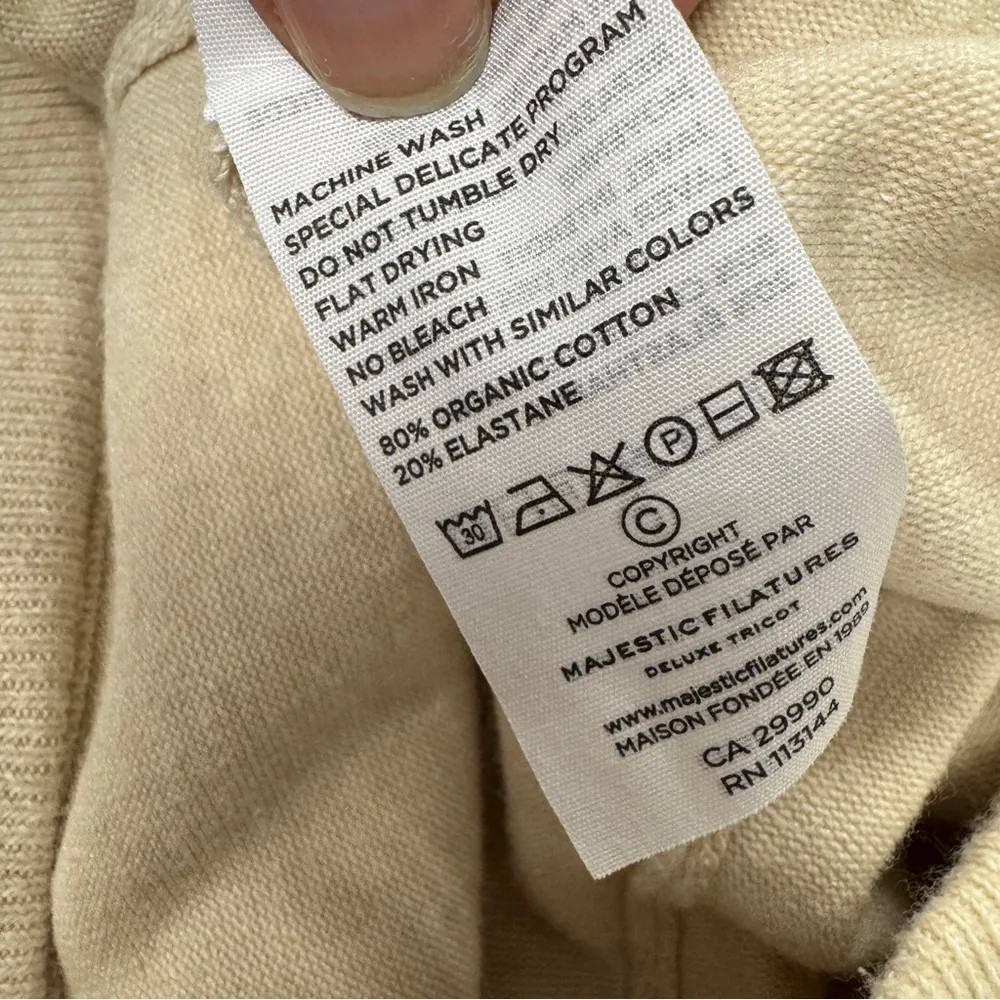 MACHINE WASH
SPECIAL DELICATE PROGRAM
DO NOT TUMBLE DRY
FLAT DRYING
WARM IRON
NO BLEACH
WASH WITH SIMILAR COLORS
80% ORGANIC COTTON
20% ELASTANE
30 P
©
COPYRIGHT
MODÈLE DÉPOSÉ PAR
MAJESTIC FILATURES
DELUXE TRICOT
www.majesticfilatures.com
MAISON FONDÉE EN 1989
CA 29990
RN 113144